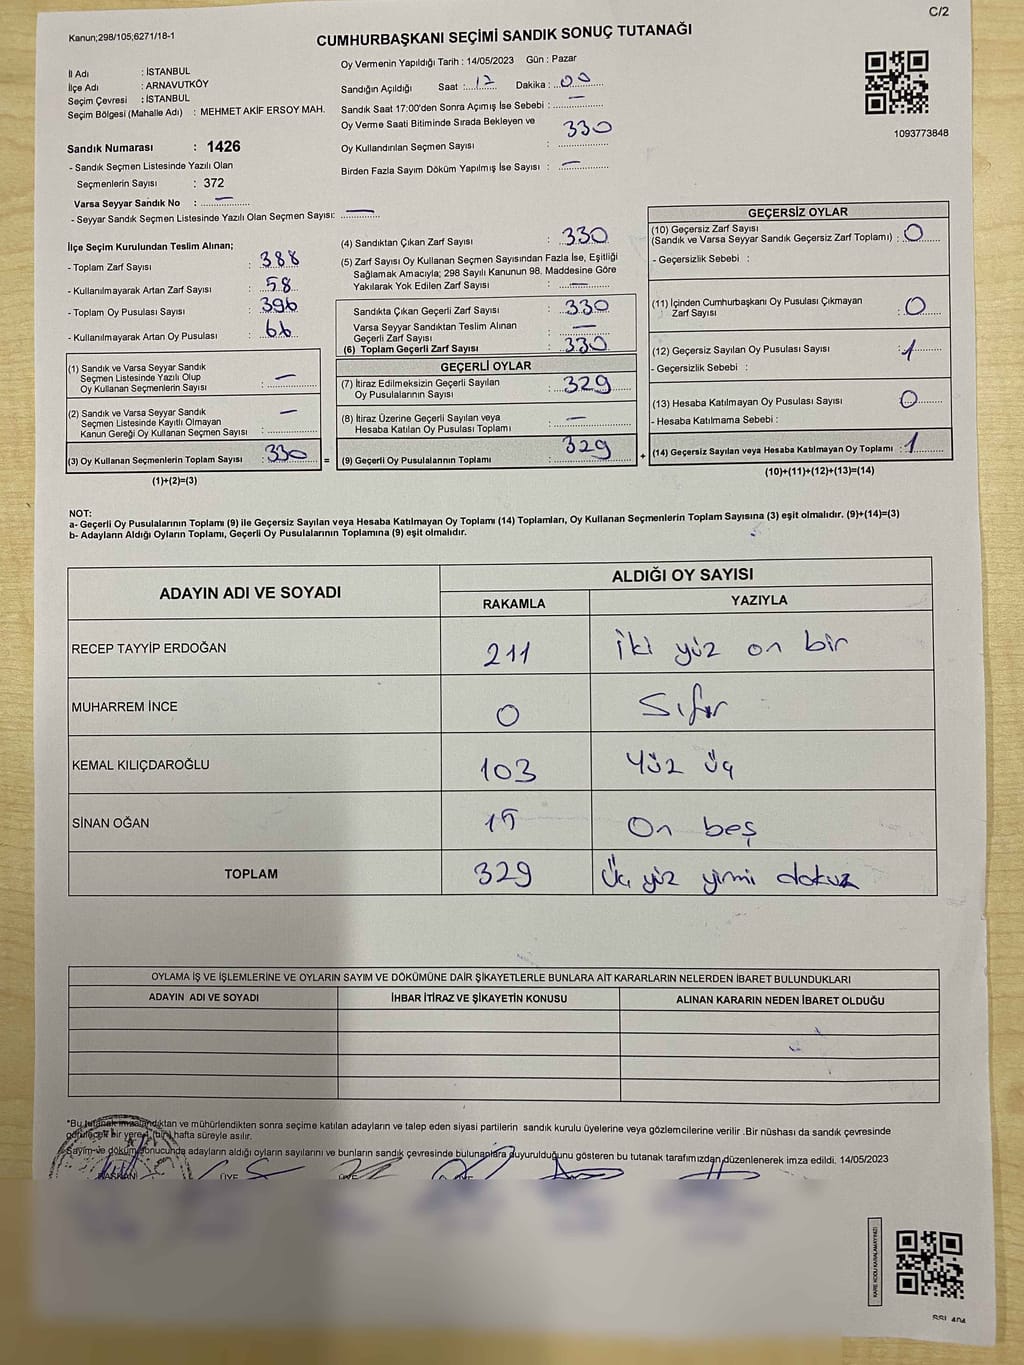 C/2
Kanun;298/105,6271/18-1
CUMHURBAŞKANI SEÇİMİ SANDIK SONUÇ TUTANAĞI
İl Adı : İSTANBUL
İlçe Adı : ARNAVUTKÖY
Seçim Çevresi : İSTANBUL
Seçim Bölgesi (Mahalle Adı) : MEHMET AKİF ERSOY MAH.
Sandık Numarası : 1426
- Sandık Seçmen Listesinde Yazılı Olan
Seçmenlerin Sayısı : 372
Varsa Seyyar Sandık No : —
- Seyyar Sandık Seçmen Listesinde Yazılı Olan Seçmen Sayısı: —
Oy Vermenin Yapıldığı Tarih : 14/05/2023 Gün : Pazar
Sandığın Açıldığı Saat : 17 Dakika : 00
Sandık Saat 17:00'den Sonra Açımış İse Sebebi : —
Oy Verme Saati Bitiminde Sırada Bekleyen ve
Oy Kullandırılan Seçmen Sayısı : 330
Birden Fazla Sayım Döküm Yapılmış İse Sayısı : —
1093773848
İlçe Seçim Kurulundan Teslim Alınan;
- Toplam Zarf Sayısı : 388
- Kullanılmayarak Artan Zarf Sayısı : 58
- Toplam Oy Pusulası Sayısı : 396
- Kullanılmayarak Artan Oy Pusulası : 66
(1) Sandık ve Varsa Seyyar Sandık
Seçmen Listesinde Yazılı Olup
Oy Kullanan Seçmenlerin Sayısı : —
(2) Sandık ve Varsa Seyyar Sandık
Seçmen Listesinde Kayıtlı Olmayan
Kanun Gereği Oy Kullanan Seçmen Sayısı : —
(3) Oy Kullanan Seçmenlerin Toplam Sayısı : 330
(1)+(2)=(3)
(4) Sandıktan Çıkan Zarf Sayısı : 330
(5) Zarf Sayısı Oy Kullanan Seçmen Sayısından Fazla İse, Eşitliği
Sağlamak Amacıyla; 298 Sayılı Kanunun 98. Maddesine Göre
Yakılarak Yok Edilen Zarf Sayısı : —
Sandıkta Çıkan Geçerli Zarf Sayısı : 330
Varsa Seyyar Sandıktan Teslim Alınan
Geçerli Zarf Sayısı : —
(6) Toplam Geçerli Zarf Sayısı : 330
GEÇERLİ OYLAR
(7) İtiraz Edilmeksizin Geçerli Sayılan
Oy Pusulalarının Sayısı : 329
(8) İtiraz Üzerine Geçerli Sayılan veya
Hesaba Katılan Oy Pusulası Toplamı : —
= (9) Geçerli Oy Pusulalarının Toplamı : 329
GEÇERSİZ OYLAR
(10) Geçersiz Zarf Sayısı
(Sandık ve Varsa Seyyar Sandık Geçersiz Zarf Toplamı) : 0
- Geçersizlik Sebebi :
(11) İçinden Cumhurbaşkanı Oy Pusulası Çıkmayan
Zarf Sayısı : 0
(12) Geçersiz Sayılan Oy Pusulası Sayısı : 1
- Geçersizlik Sebebi :
(13) Hesaba Katılmayan Oy Pusulası Sayısı : 0
- Hesaba Katılmama Sebebi :
+ (14) Geçersiz Sayılan veya Hesaba Katılmayan Oy Toplamı : 1
(10)+(11)+(12)+(13)=(14)
NOT:
a- Geçerli Oy Pusulalarının Toplamı (9) ile Geçersiz Sayılan veya Hesaba Katılmayan Oy Toplamı (14) Toplamları, Oy Kullanan Seçmenlerin Toplam Sayısına (3) eşit olmalıdır. (9)+(14)=(3)
b- Adayların Aldığı Oyların Toplamı, Geçerli Oy Pusulalarının Toplamına (9) eşit olmalıdır.
ADAYIN ADI VE SOYADI
ALDIĞI OY SAYISI
RAKAMLA YAZIYLA
RECEP TAYYİP ERDOĞAN 211 İki yüz on bir
MUHARREM İNCE 0 Sıfır
KEMAL KILIÇDAROĞLU 103 Yüz üç
SİNAN OĞAN 15 On beş
TOPLAM 329 Üç yüz yirmi dokuz
OYLAMA İŞ VE İŞLEMLERİNE VE OYLARIN SAYIM VE DÖKÜMÜNE DAİR ŞİKAYETLERLE BUNLARA AİT KARARLARIN NELERDEN İBARET BULUNDUKLARI
ADAYIN ADI VE SOYADI İHBAR İTİRAZ VE ŞİKAYETİN KONUSU ALINAN KARARIN NEDEN İBARET OLDUĞU
"Bu tutanak imzalandıktan ve mühürlendikten sonra seçime katılan adayların ve talep eden siyasi partilerin sandık kurulu üyelerine veya gözlemcilerine verilir .Bir nüshası da sandık çevresinde
görülecek bir yere (bir) hafta süreyle asılır.
Sayım ve döküm sonucunda adayların aldığı oyların sayılarını ve bunların sandık çevresinde bulunanlara duyurulduğunu gösteren bu tutanak tarafımızdan düzenlenerek imza edildi. 14/05/2023
BAŞKAN ÜYE ÜYE ÜYE
KARE KODU KARALAMAYINIZ!